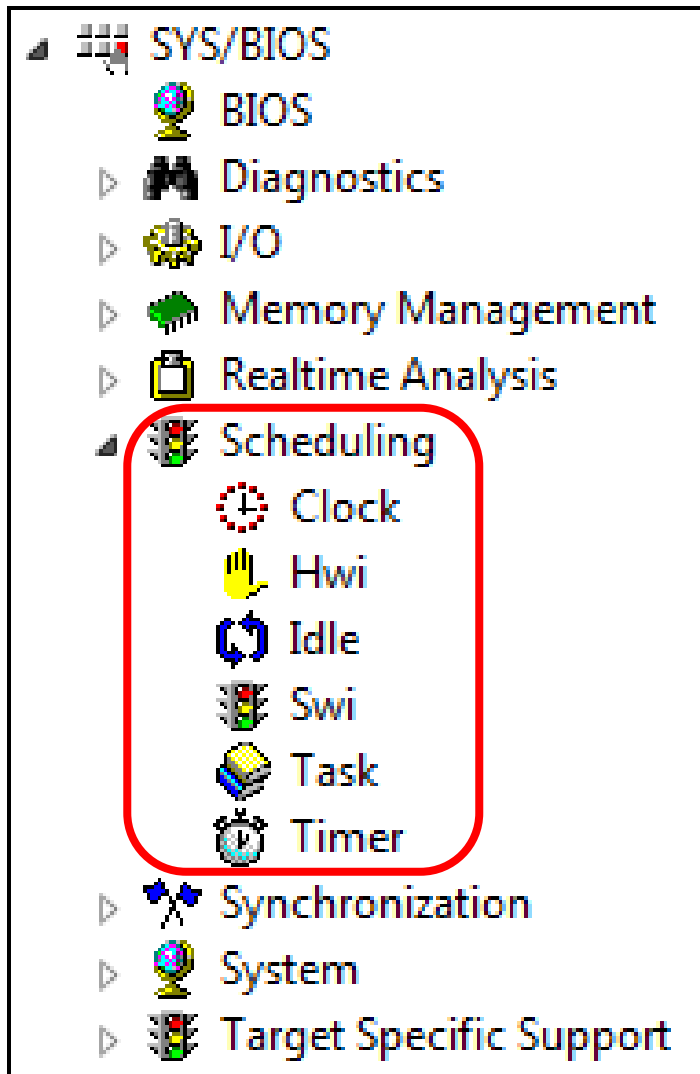 SYS/BIOS
BIOS
Diagnostics
I/O
Memory Management
Realtime Analysis
Scheduling
Clock
Hwi
Idle
Swi
Task
Timer
Synchronization
System
Target Specific Support